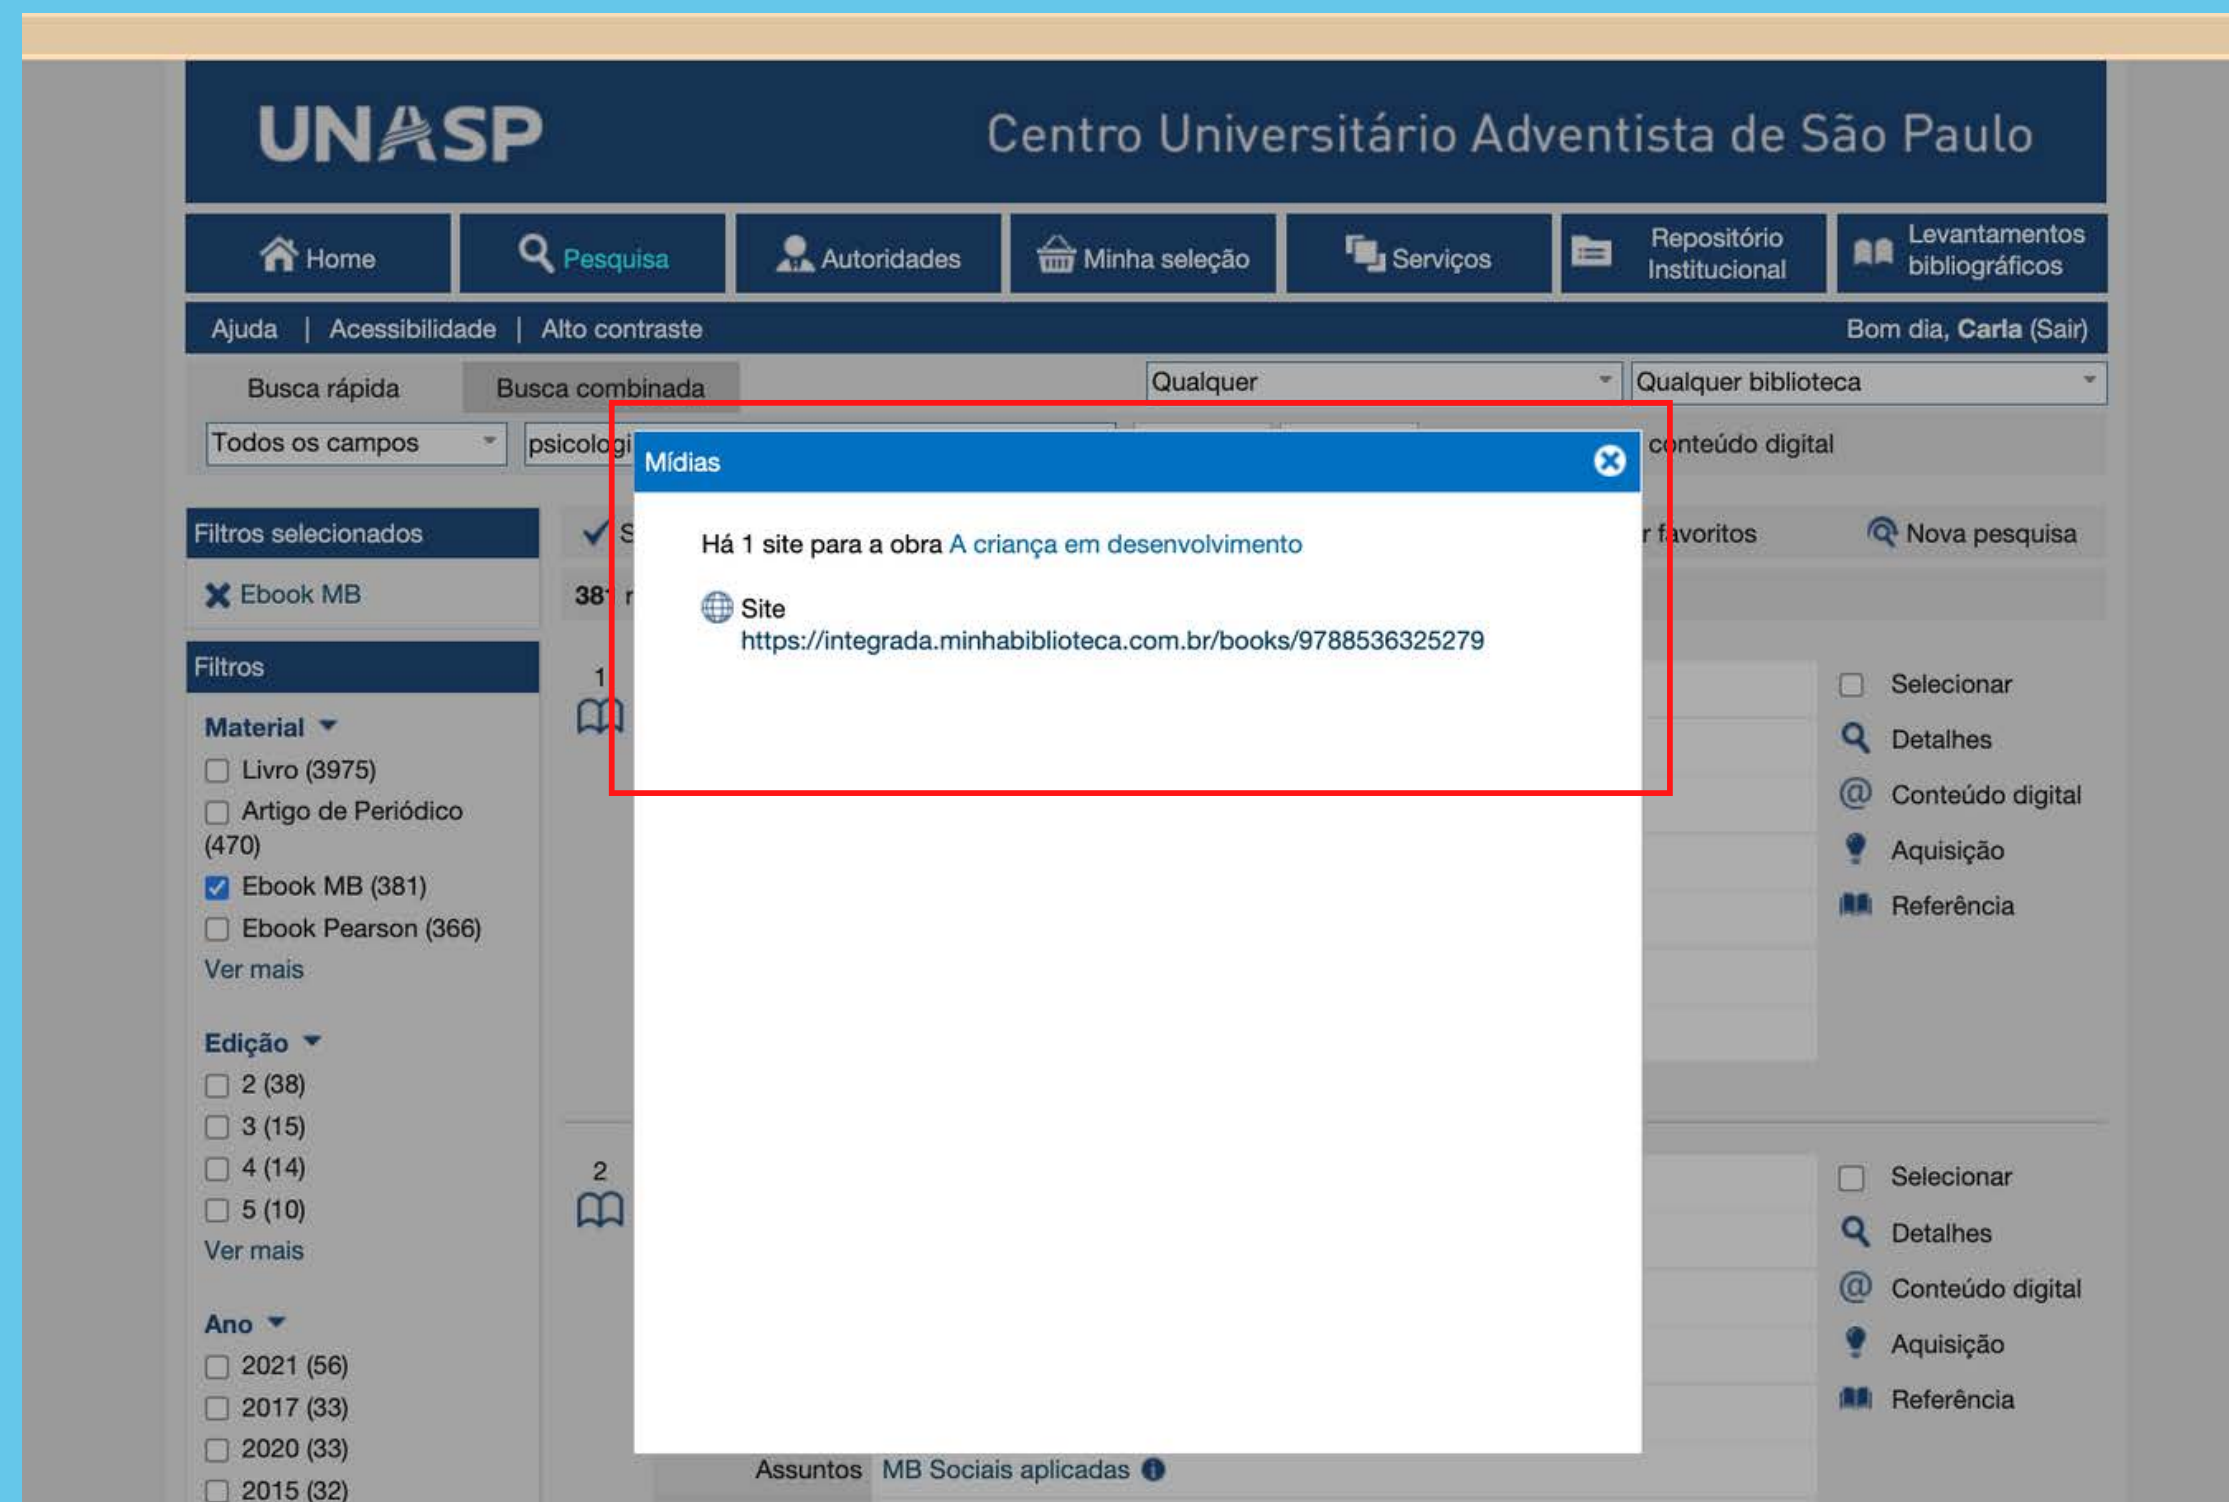 UNASP
Centro Universitário Adventista de São Paulo
Home
Pesquisa
Autoridades
Minha seleção
Serviços
Repositório
Institucional
Levantamentos
bibliográficos
Ajuda | Acessibilidade | Alto contraste
Bom dia, Carla (Sair)
Busca rápida
Busca combinada
Qualquer
Qualquer biblioteca
Todos os campos
psicologi
conteúdo digital
Mídias
Há 1 site para a obra A criança em desenvolvimento
Site
https://integrada.minhabiblioteca.com.br/books/9788536325279
Filtros selecionados
S
r favoritos
Nova pesquisa
Ebook MB
381 r
Filtros
Material
Livro (3975)
Artigo de Periódico
(470)
Ebook MB (381)
Ebook Pearson (366)
Ver mais
Edição
2 (38)
3 (15)
4 (14)
5 (10)
Ver mais
Ano
2021 (56)
2017 (33)
2020 (33)
2015 (32)
1
Selecionar
Detalhes
Conteúdo digital
Aquisição
Referência
2
Selecionar
Detalhes
Conteúdo digital
Aquisição
Referência
Assuntos MB Sociais aplicadas